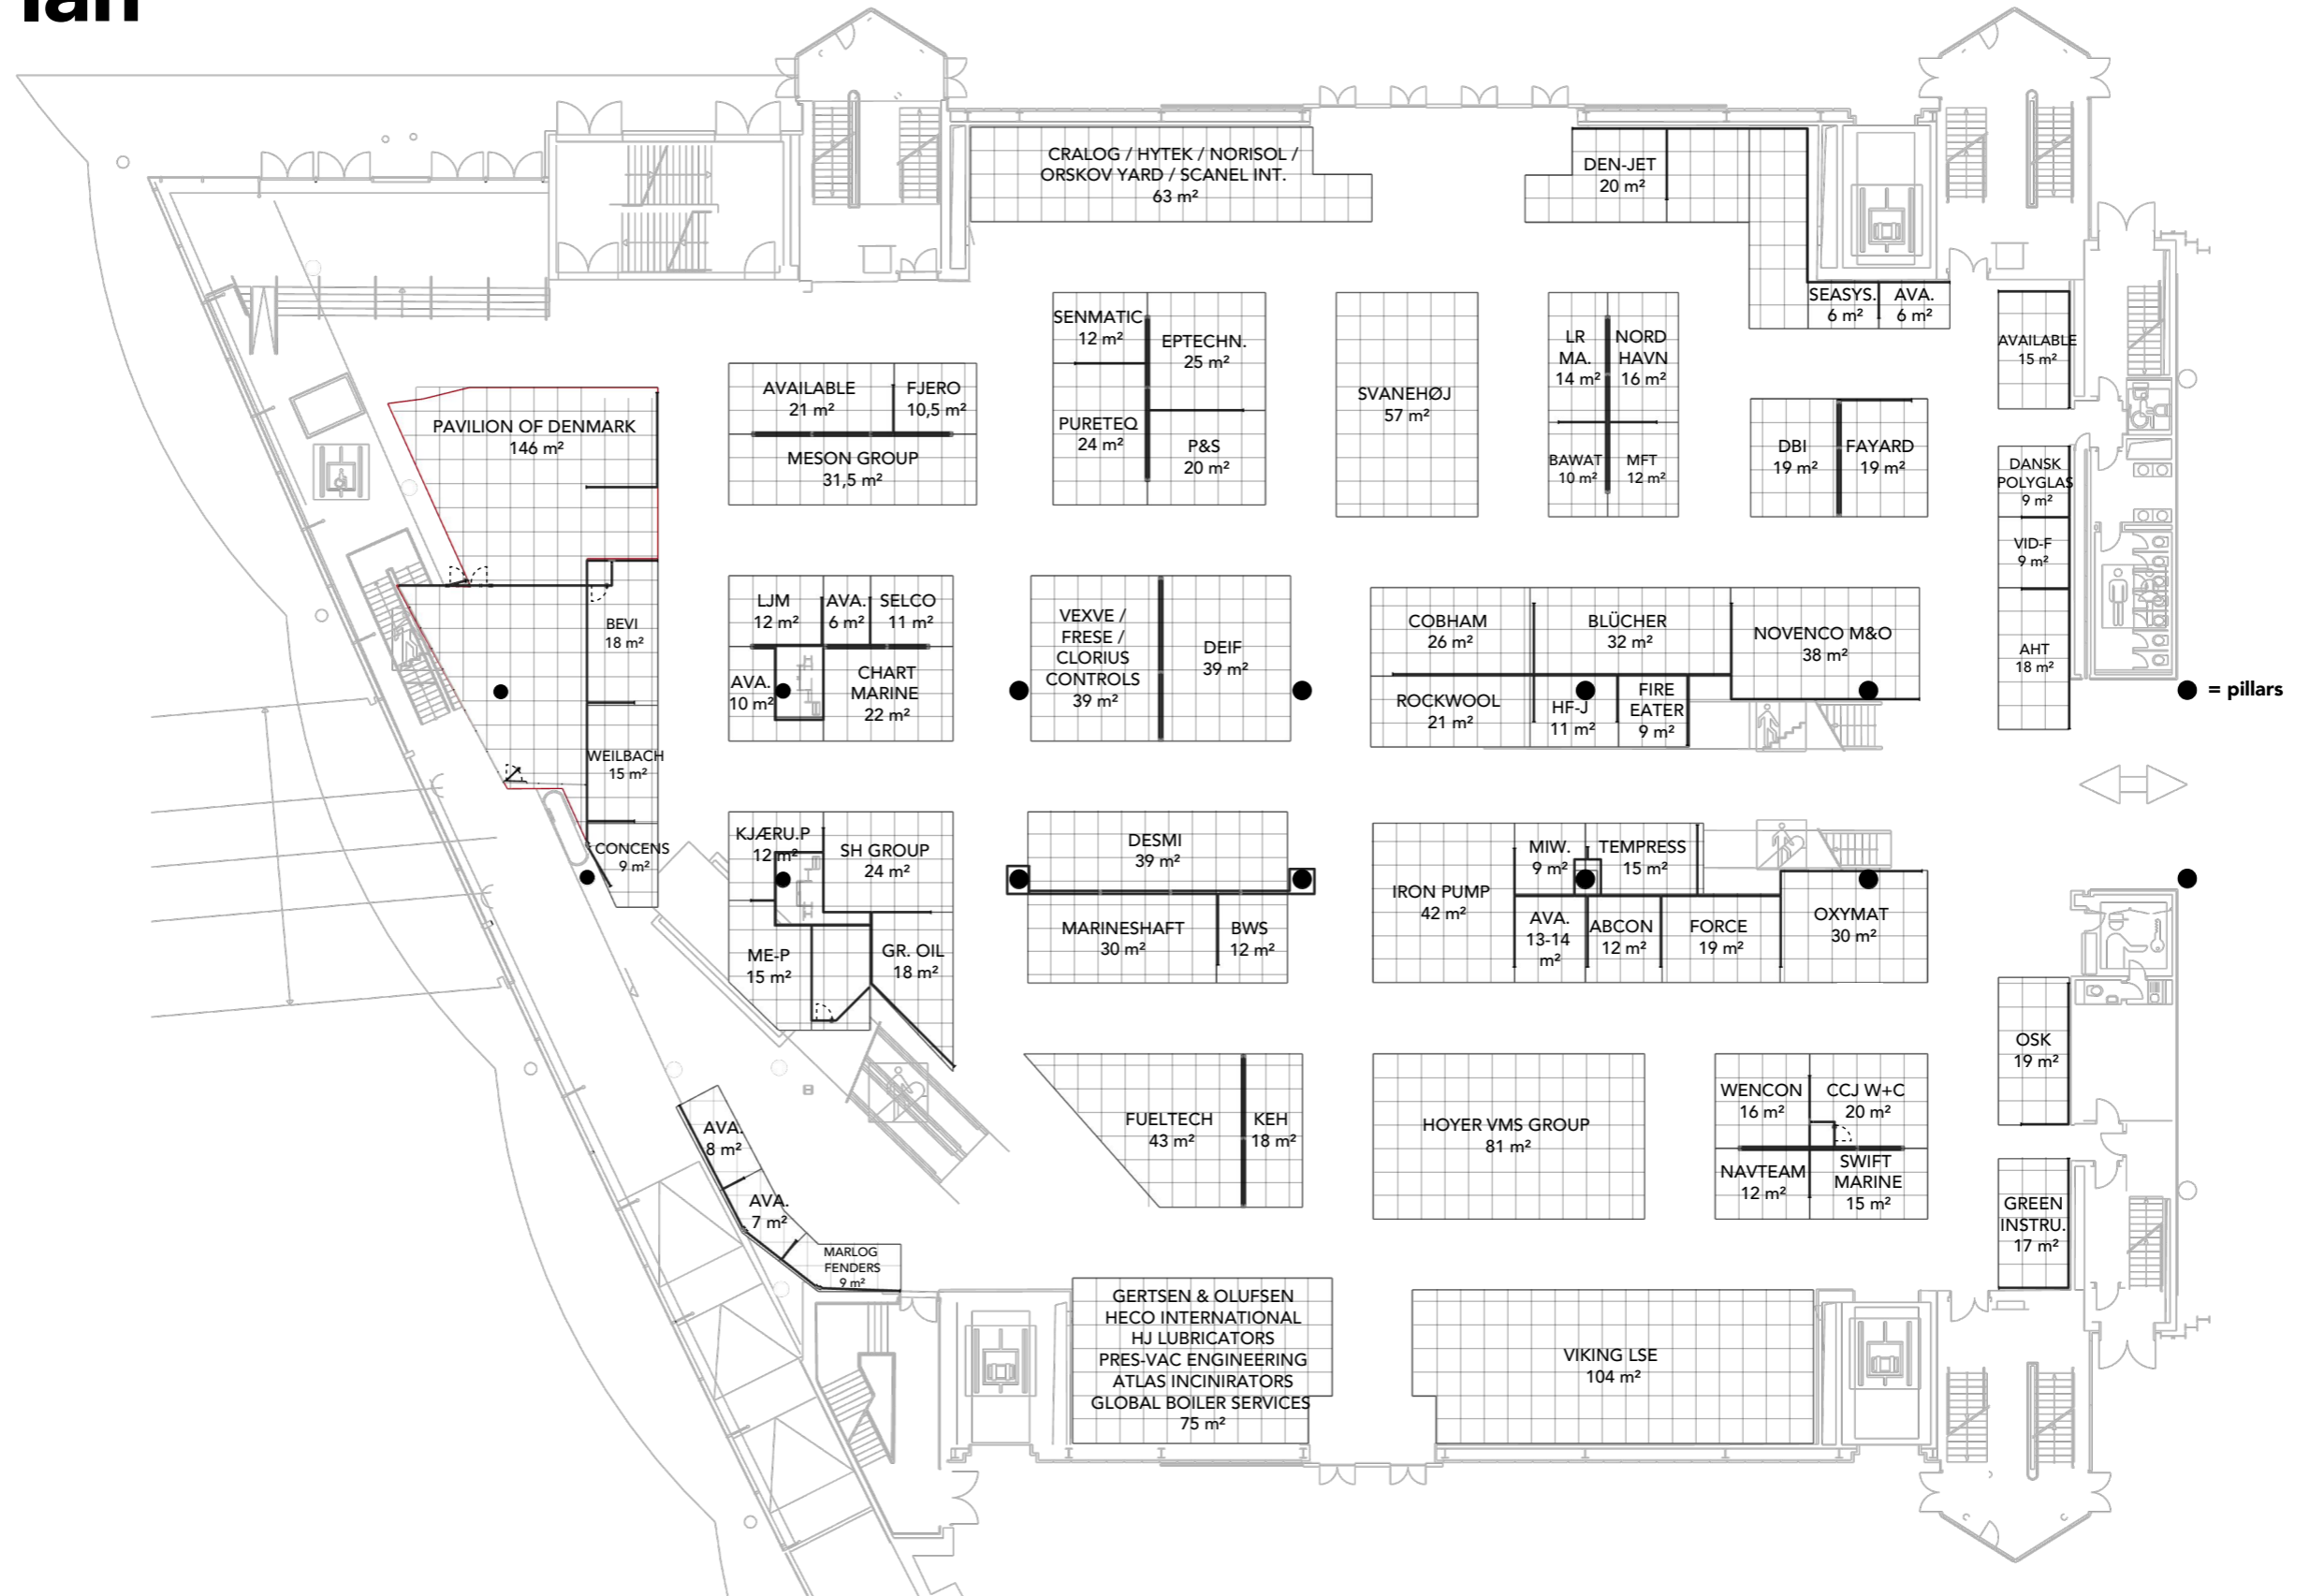 CRALOG / HYTEK / NORISOL /
ORSKOV YARD / SCANEL INT.
63 m²
DEN-JET
20 m²
SEASYS.
6 m²
AVA.
6 m²
AVAILABLE
15 m²
SENMATIC
12 m²
EPTECHN.
25 m²
PURETEQ
24 m²
P&S
20 m²
SVANEHØJ
57 m²
LR
MA.
14 m²
NORD
HAVN
16 m²
BAWAT
10 m²
MFT
12 m²
DBI
19 m²
FAYARD
19 m²
DANSK
POLYGLAS
9 m²
VID-F
9 m²
AHT
18 m²
PAVILION OF DENMARK
146 m²
AVAILABLE
21 m²
FJERO
10,5 m²
MESON GROUP
31,5 m²
BEVI
18 m²
WEILBACH
15 m²
CONCENS
9 m²
LJM
12 m²
AVA.
6 m²
SELCO
11 m²
AVA.
10 m²
CHART
MARINE
22 m²
VEXVE /
FRESE /
CLORIUS
CONTROLS
39 m²
DEIF
39 m²
COBHAM
26 m²
BLÜCHER
32 m²
NOVENCO M&O
38 m²
ROCKWOOL
21 m²
HF-J
11 m²
FIRE
EATER
9 m²
= pillars
KJÆRU.P
12 m²
SH GROUP
24 m²
ME-P
15 m²
GR. OIL
18 m²
DESMI
39 m²
MARINESHAFT
30 m²
BWS
12 m²
IRON PUMP
42 m²
MIW.
9 m²
TEMPRESS
15 m²
AVA.
13-14
m²
ABCON
12 m²
FORCE
19 m²
OXYMAT
30 m²
OSK
19 m²
AVA.
8 m²
AVA.
7 m²
MARLOG
FENDERS
9 m²
FUELTECH
43 m²
KEH
18 m²
HOYER VMS GROUP
81 m²
WENCON
16 m²
CCJ W+C
20 m²
NAVTEAM
12 m²
SWIFT
MARINE
15 m²
GREEN
INSTRU.
17 m²
GERTSEN & OLUFSEN
HECO INTERNATIONAL
HJ LUBRICATORS
PRES-VAC ENGINEERING
ATLAS INCINIRATORS
GLOBAL BOILER SERVICES
75 m²
VIKING LSE
104 m²